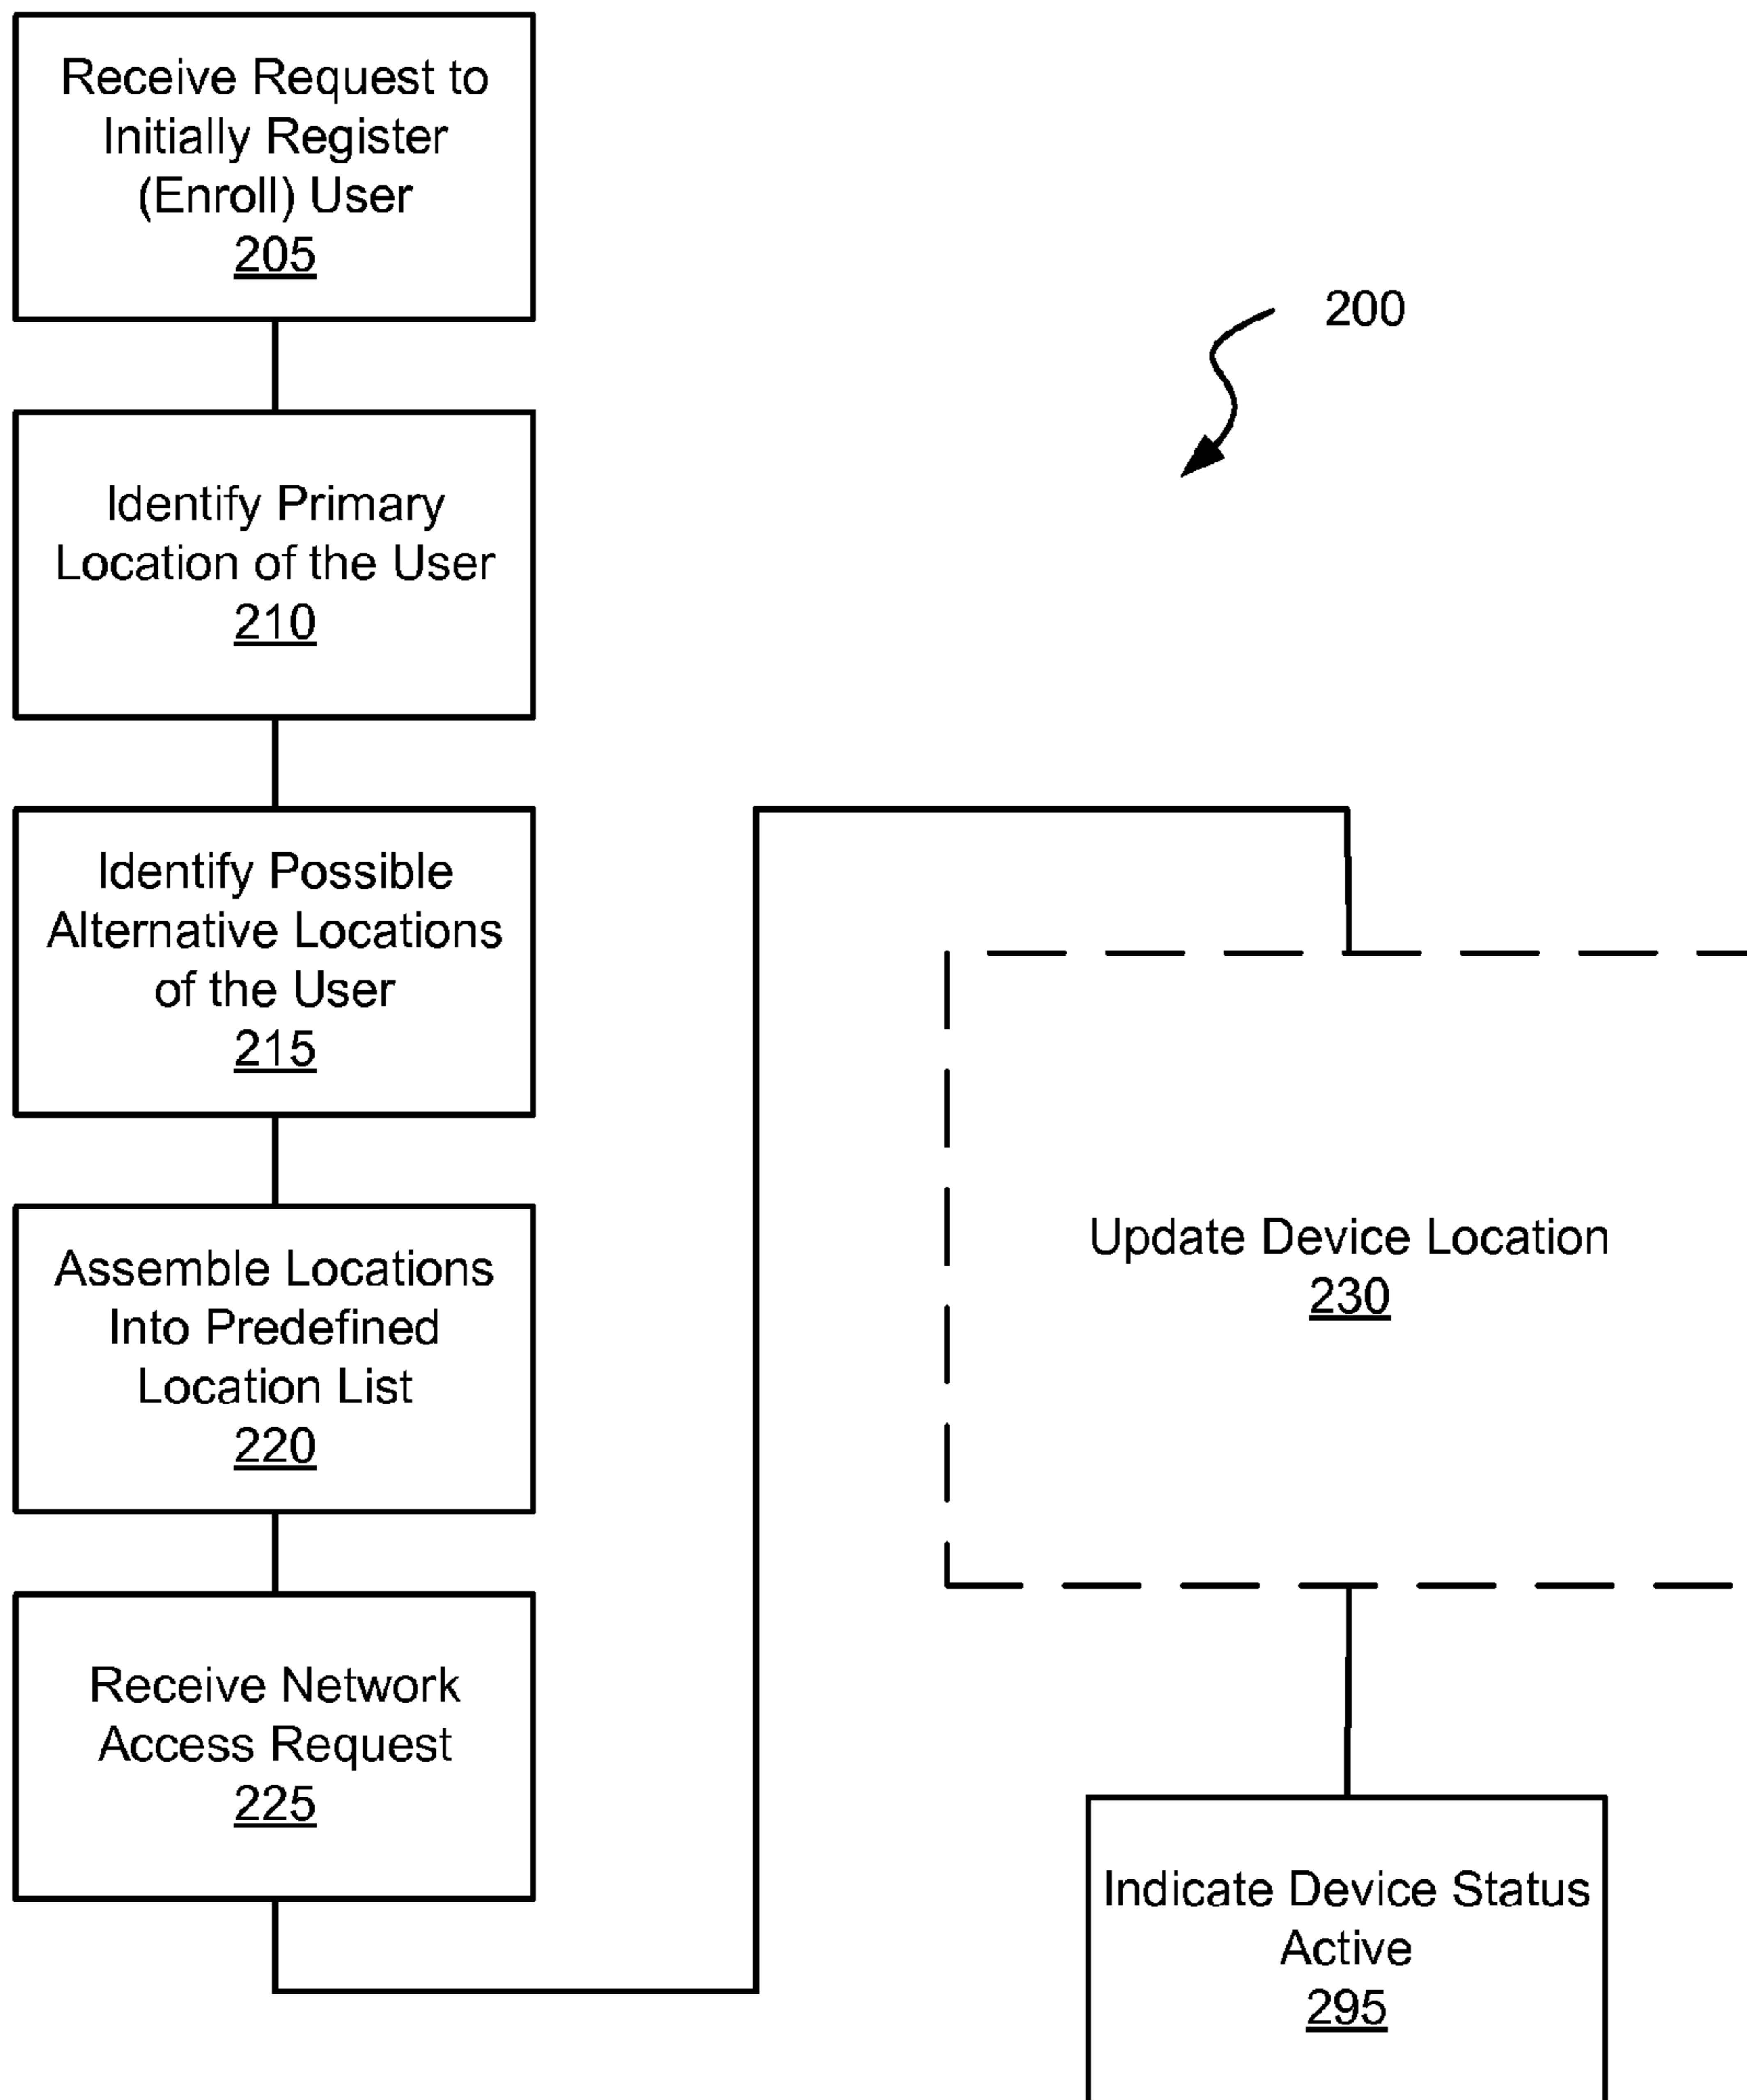 Receive Request to
Initially Register
(Enroll) User
205
200
Identify Primary
Location of the User
210
Identify Possible
Alternative Locations
of the User
215
Assemble Locations
Into Predefined
Location List
220
Receive Network
Access Request
225
Update Device Location
230
Indicate Device Status
Active
295